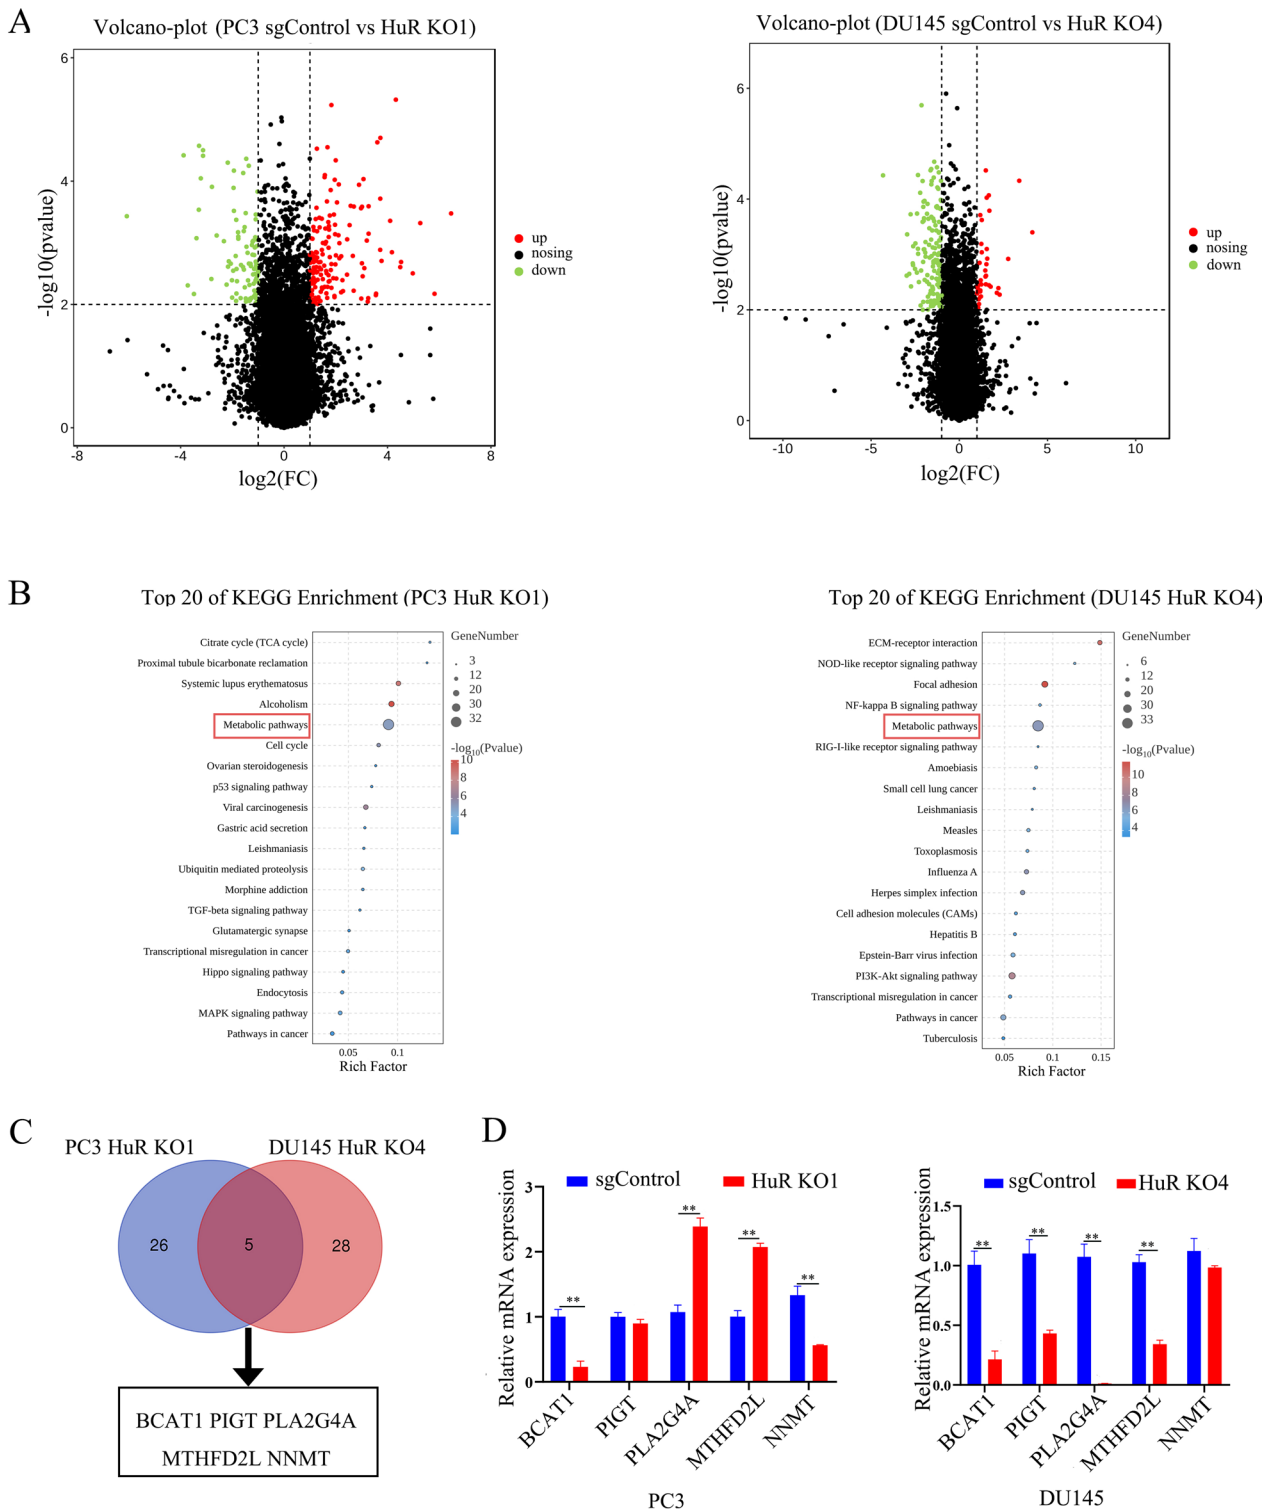 A
Volcano-plot (PC3 sgControl vs HuR KO1)
6
4
2
0
-8
-4
0
4
8
-log10(pvalue)
log2(FC)
up
nosing
down
Volcano-plot (DU145 sgControl vs HuR KO4)
6
4
2
0
-10
-5
0
5
10
-log10(pvalue)
log2(FC)
up
nosing
down
B
Top 20 of KEGG Enrichment (PC3 HuR KO1)
Citrate cycle (TCA cycle)
Proximal tubule bicarbonate reclamation
Systemic lupus erythematosus
Alcoholism
Metabolic pathways
Cell cycle
Ovarian steroidogenesis
p53 signaling pathway
Viral carcinogenesis
Gastric acid secretion
Leishmaniasis
Ubiquitin mediated proteolysis
Morphine addiction
TGF-beta signaling pathway
Glutamatergic synapse
Transcriptional misregulation in cancer
Hippo signaling pathway
Endocytosis
MAPK signaling pathway
Pathways in cancer
0.05
0.1
Rich Factor
GeneNumber
3
12
20
30
32
-log10(Pvalue)
10
8
6
4
Top 20 of KEGG Enrichment (DU145 HuR KO4)
ECM-receptor interaction
NOD-like receptor signaling pathway
Focal adhesion
NF-kappa B signaling pathway
Metabolic pathways
RIG-I-like receptor signaling pathway
Amoebiasis
Small cell lung cancer
Leishmaniasis
Measles
Toxoplasmosis
Influenza A
Herpes simplex infection
Cell adhesion molecules (CAMs)
Hepatitis B
Epstein-Barr virus infection
PI3K-Akt signaling pathway
Transcriptional misregulation in cancer
Pathways in cancer
Tuberculosis
0.05
0.1
0.15
Rich Factor
GeneNumber
6
12
20
30
33
-log10(Pvalue)
10
8
6
4
C
PC3 HuR KO1
DU145 HuR KO4
26
5
28
BCAT1 PIGT PLA2G4A
MTHFD2L NNMT
D
sgControl
HuR KO1
Relative mRNA expression
3
2
1
0
**
**
**
**
BCAT1
PIGT
PLA2G4A
MTHFD2L
NNMT
PC3
sgControl
HuR KO4
Relative mRNA expression
1.5
1.0
0.5
0.0
**
**
**
**
BCAT1
PIGT
PLA2G4A
MTHFD2L
NNMT
DU145